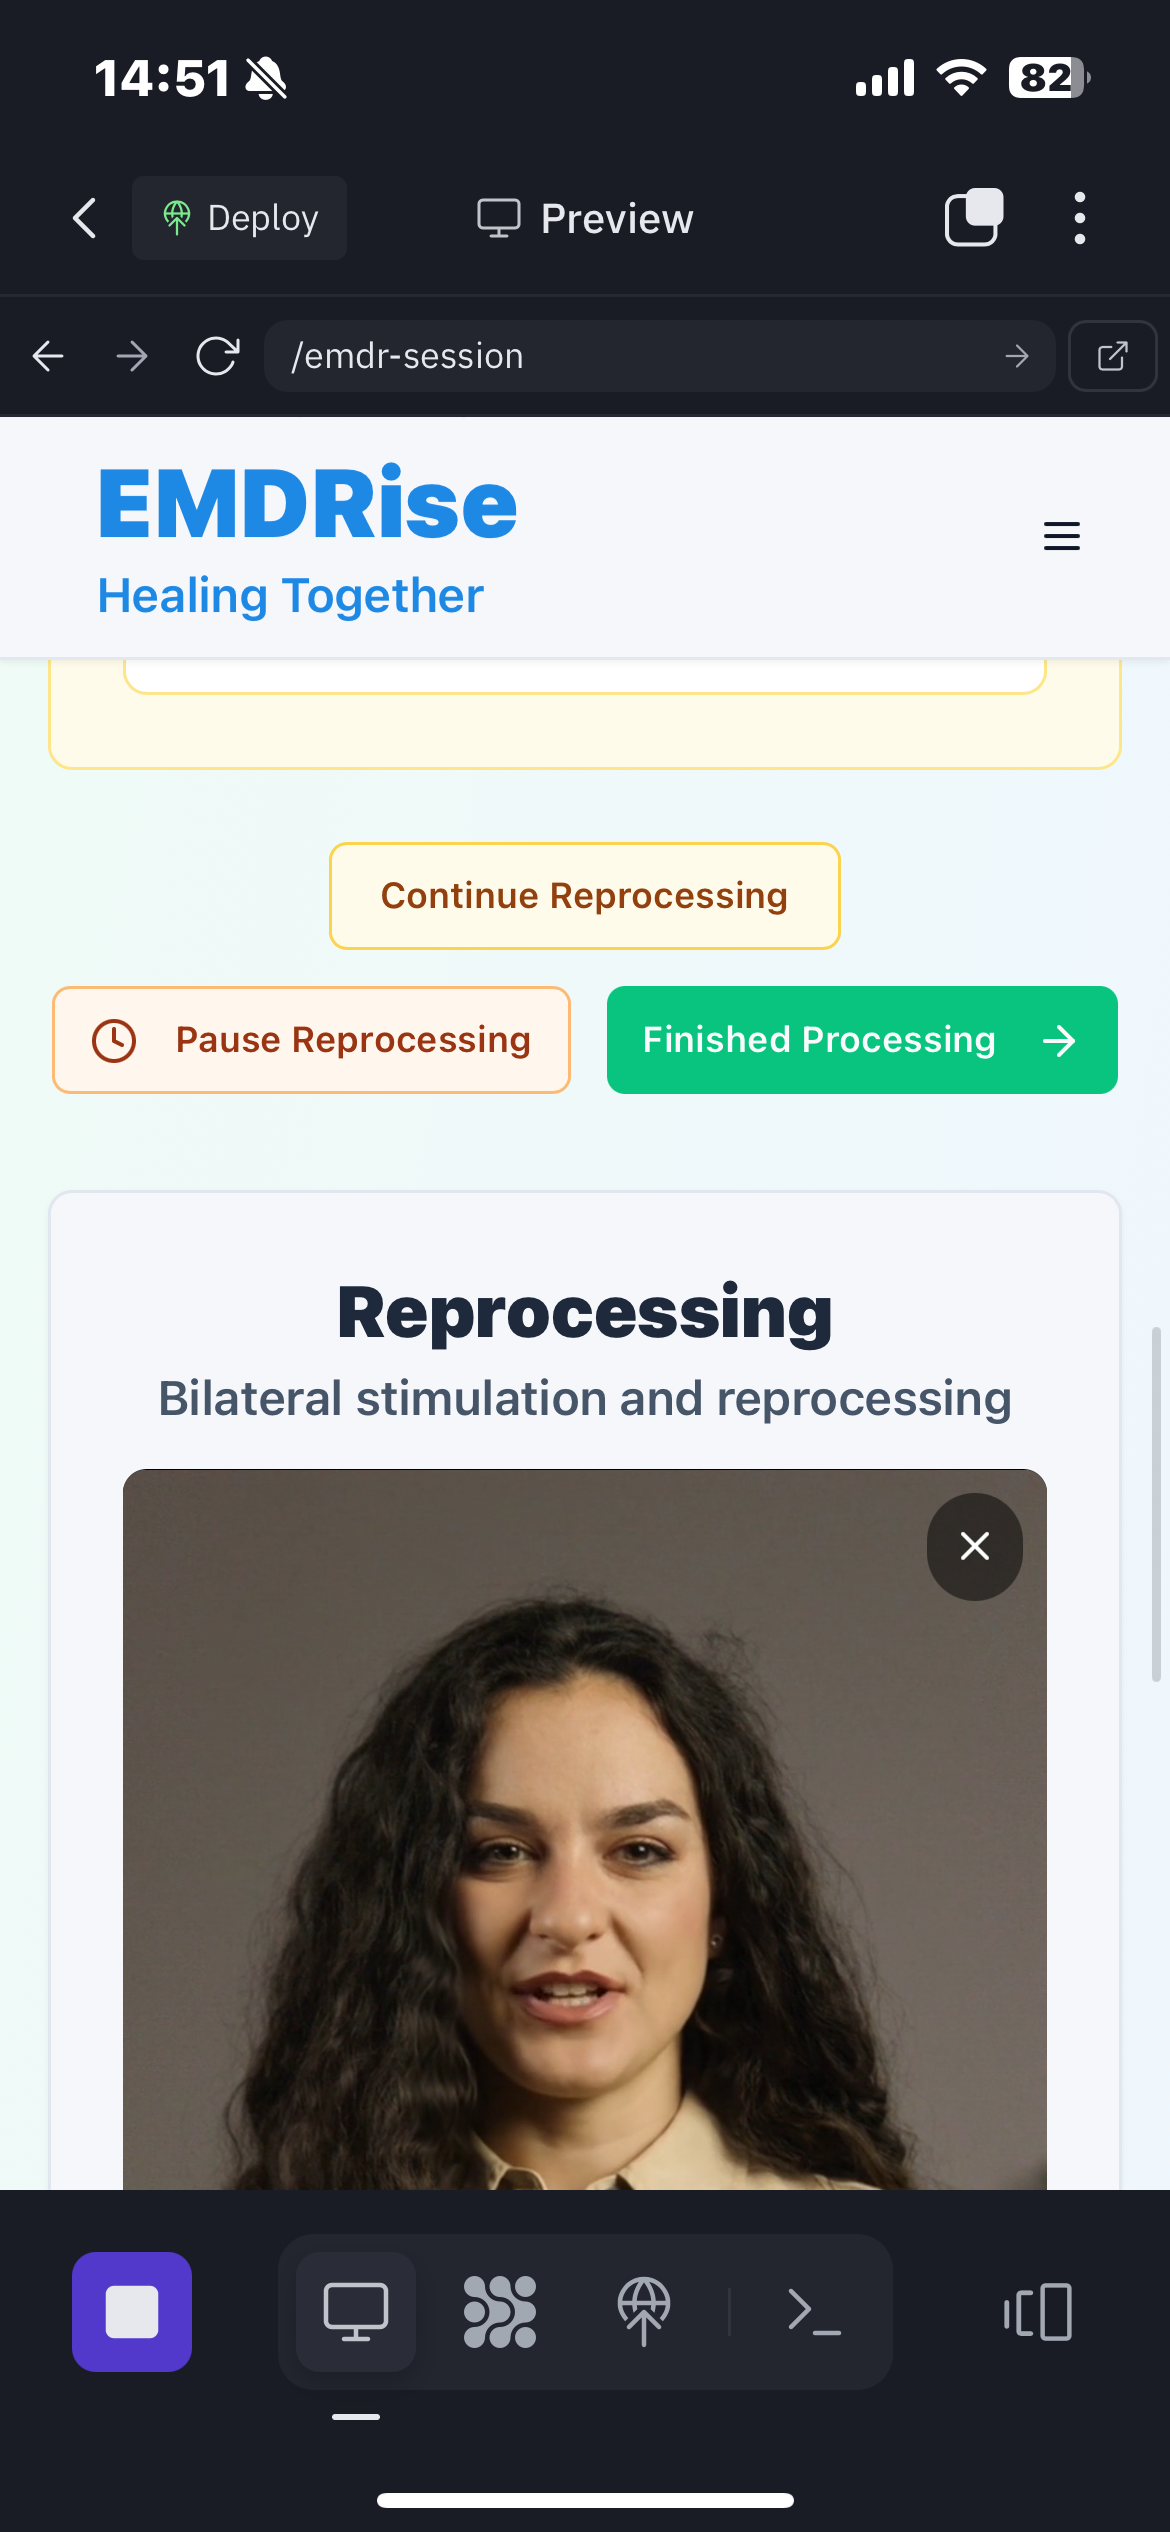 14:51
82
Deploy
Preview
/emdr-session
EMDRise
Healing Together
Continue Reprocessing
Pause Reprocessing
Finished Processing
Reprocessing
Bilateral stimulation and reprocessing